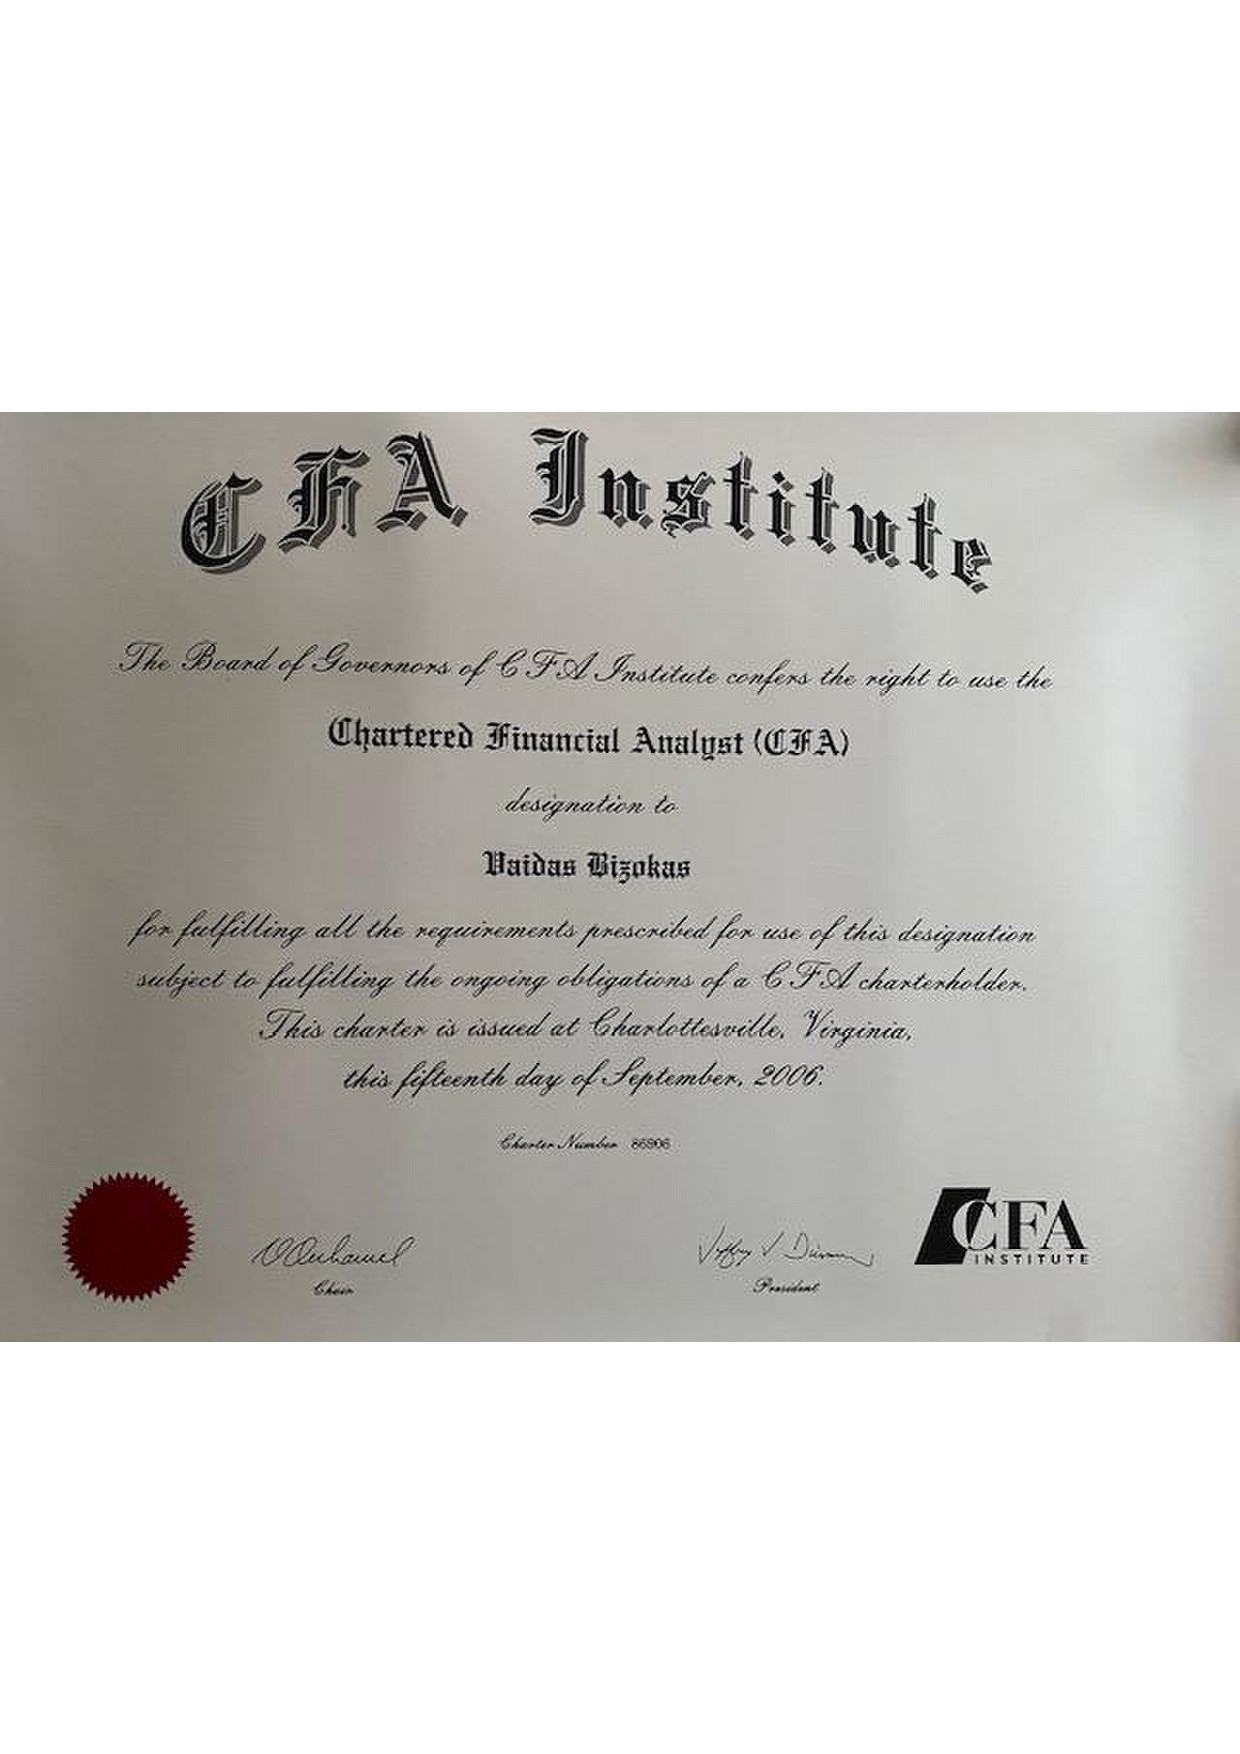 CFA Institute
The Board of Governors of CFA Institute confers the right to use the
Chartered Financial Analyst (CFA)
designation to
Vaidas Bizokas
for fulfilling all the requirements prescribed for use of this designation
subject to fulfilling the ongoing obligations of a CFA charterholder.
This charter is issued at Charlottesville, Virginia,
this fifteenth day of September, 2006.
Charter Number 86906
Chair
President
CFA
INSTITUTE